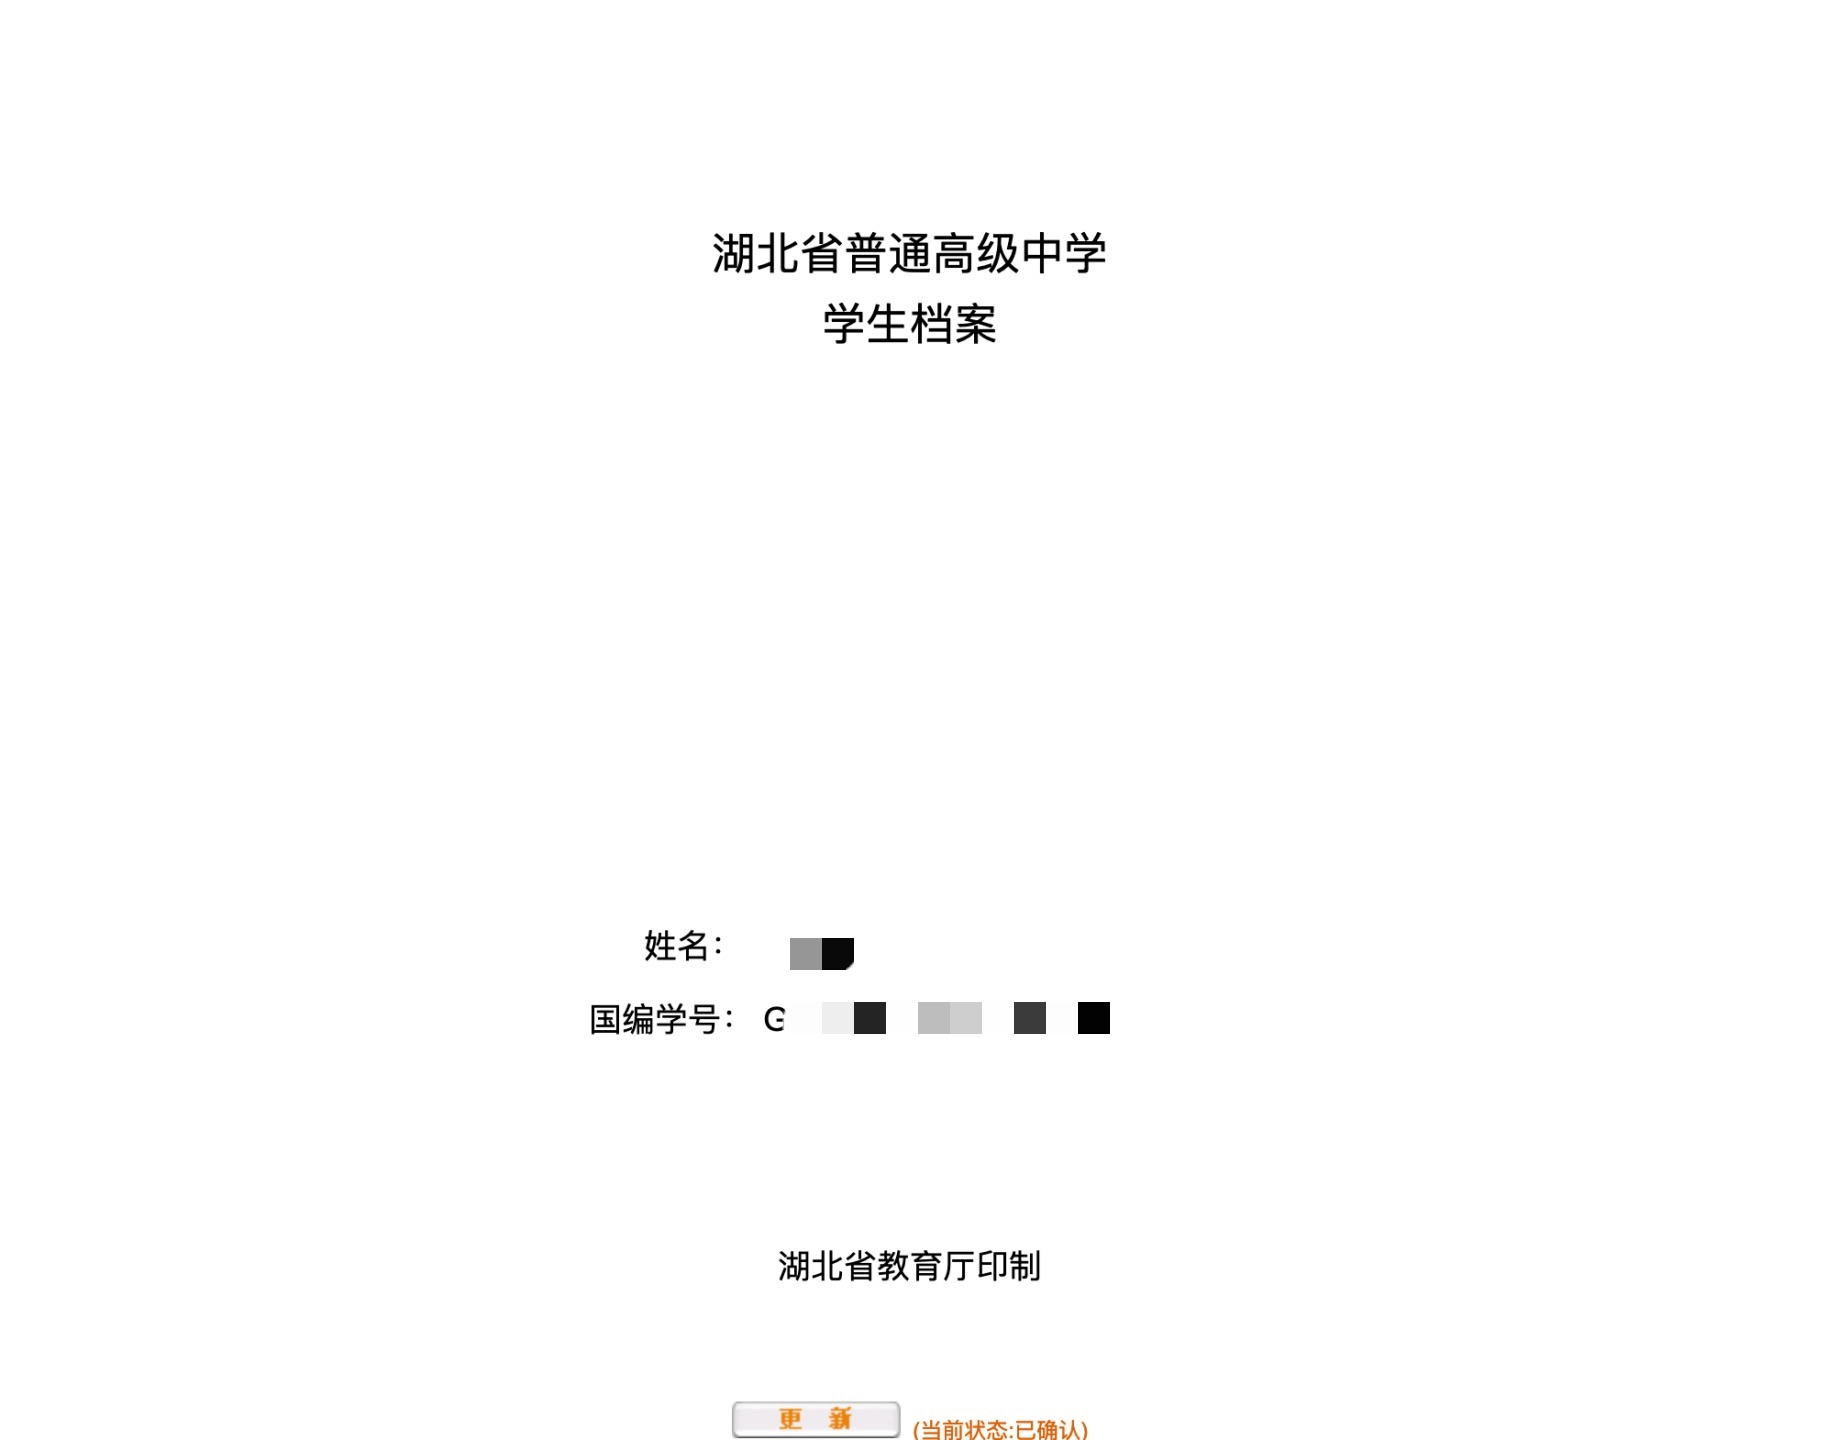 湖北省普通高级中学
学生档案
姓名：
国编学号： G
湖北省教育厅印制
更 新 (当前状态:已确认)